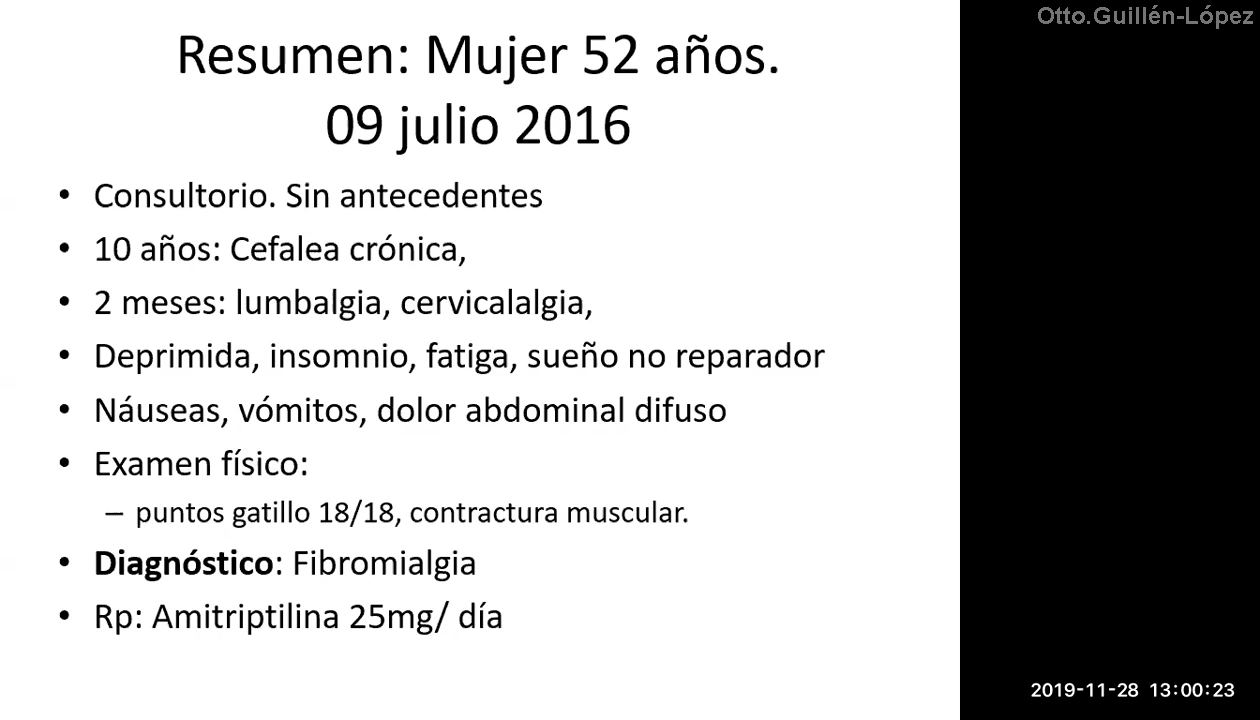 Otto.Guillén-López
Resumen: Mujer 52 años.
09 julio 2016
• Consultorio. Sin antecedentes
• 10 años: Cefalea crónica,
• 2 meses: lumbalgia, cervicalalgia,
• Deprimida, insomnio, fatiga, sueño no reparador
• Náuseas, vómitos, dolor abdominal difuso
• Examen físico:
– puntos gatillo 18/18, contractura muscular.
• Diagnóstico: Fibromialgia
• Rp: Amitriptilina 25mg/ día
2019-11-28 13:00:23